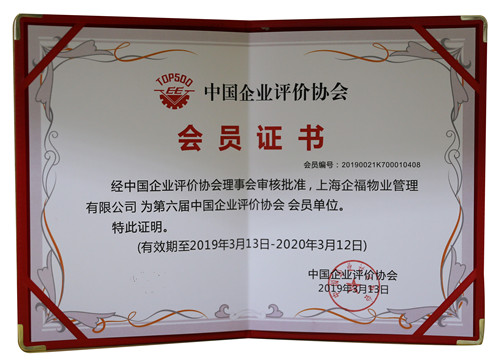 TOP500
EE
中国企业评价协会
会员证书
会员编号：20190021K700010408
经中国企业评价协会理事会审核批准，上海企福物业管理
有限公司 为第六届中国企业评价协会 会员单位。
特此证明。
(有效期至2019年3月13日-2020年3月12日)
中国企业评价协会
2019年3月13日